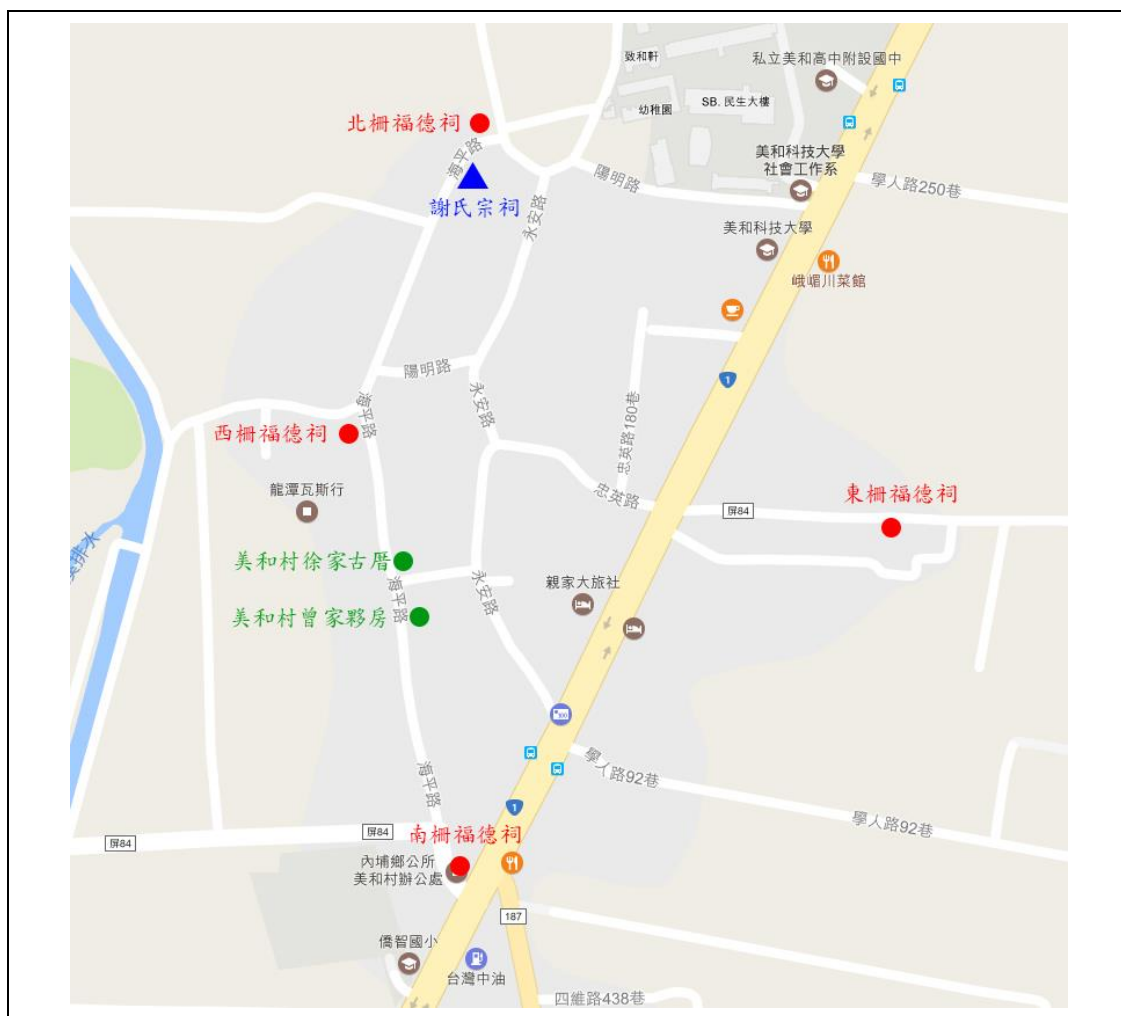 致和軒
私立美和高中附設國中
幼稚園
SB. 民生大樓
北柵福德祠
海平路
美和科技大學
社會工作系
陽明路
學人路250巷
謝氏宗祠
永安路
美和科技大學
峨嵋川菜館
陽明路
1
海平路
永安路
忠英路180巷
西柵福德祠
龍潭瓦斯行
忠英路
屏84
東柵福德祠
排水
美和村徐家古厝
海平路
永安路
親家大旅社
美和村曾家夥房
海平路
學人路92巷
1
學人路92巷
屏84
屏84
南柵福德祠
內埔鄉公所
美和村辦公處
187
僑智國小
台灣中油
四維路438巷